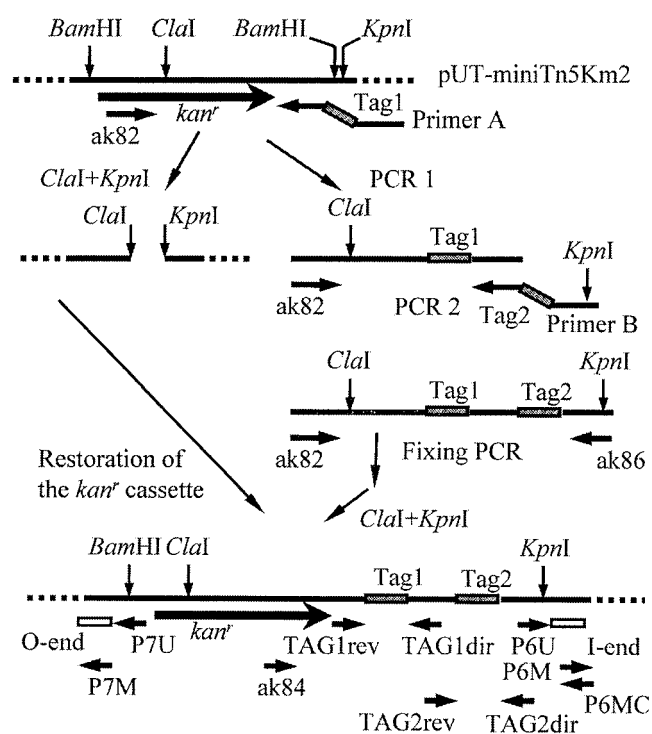 BamHI ClaI BamHI KpnI
pUT-miniTn5Km2
Tag1
kanʳ Primer A
ak82
ClaI+KpnI PCR 1
ClaI KpnI ClaI
Tag1 KpnI
ak82 PCR 2 Tag2 Primer B
ClaI KpnI
Tag1 Tag2
ak82 Fixing PCR ak86
Restoration of
the kanʳ cassette
ClaI+KpnI
BamHI ClaI KpnI
Tag1 Tag2
O-end P7U kanʳ TAG1rev TAG1dir P6U I-end
P7M ak84 P6M
P6MC
TAG2rev TAG2dir